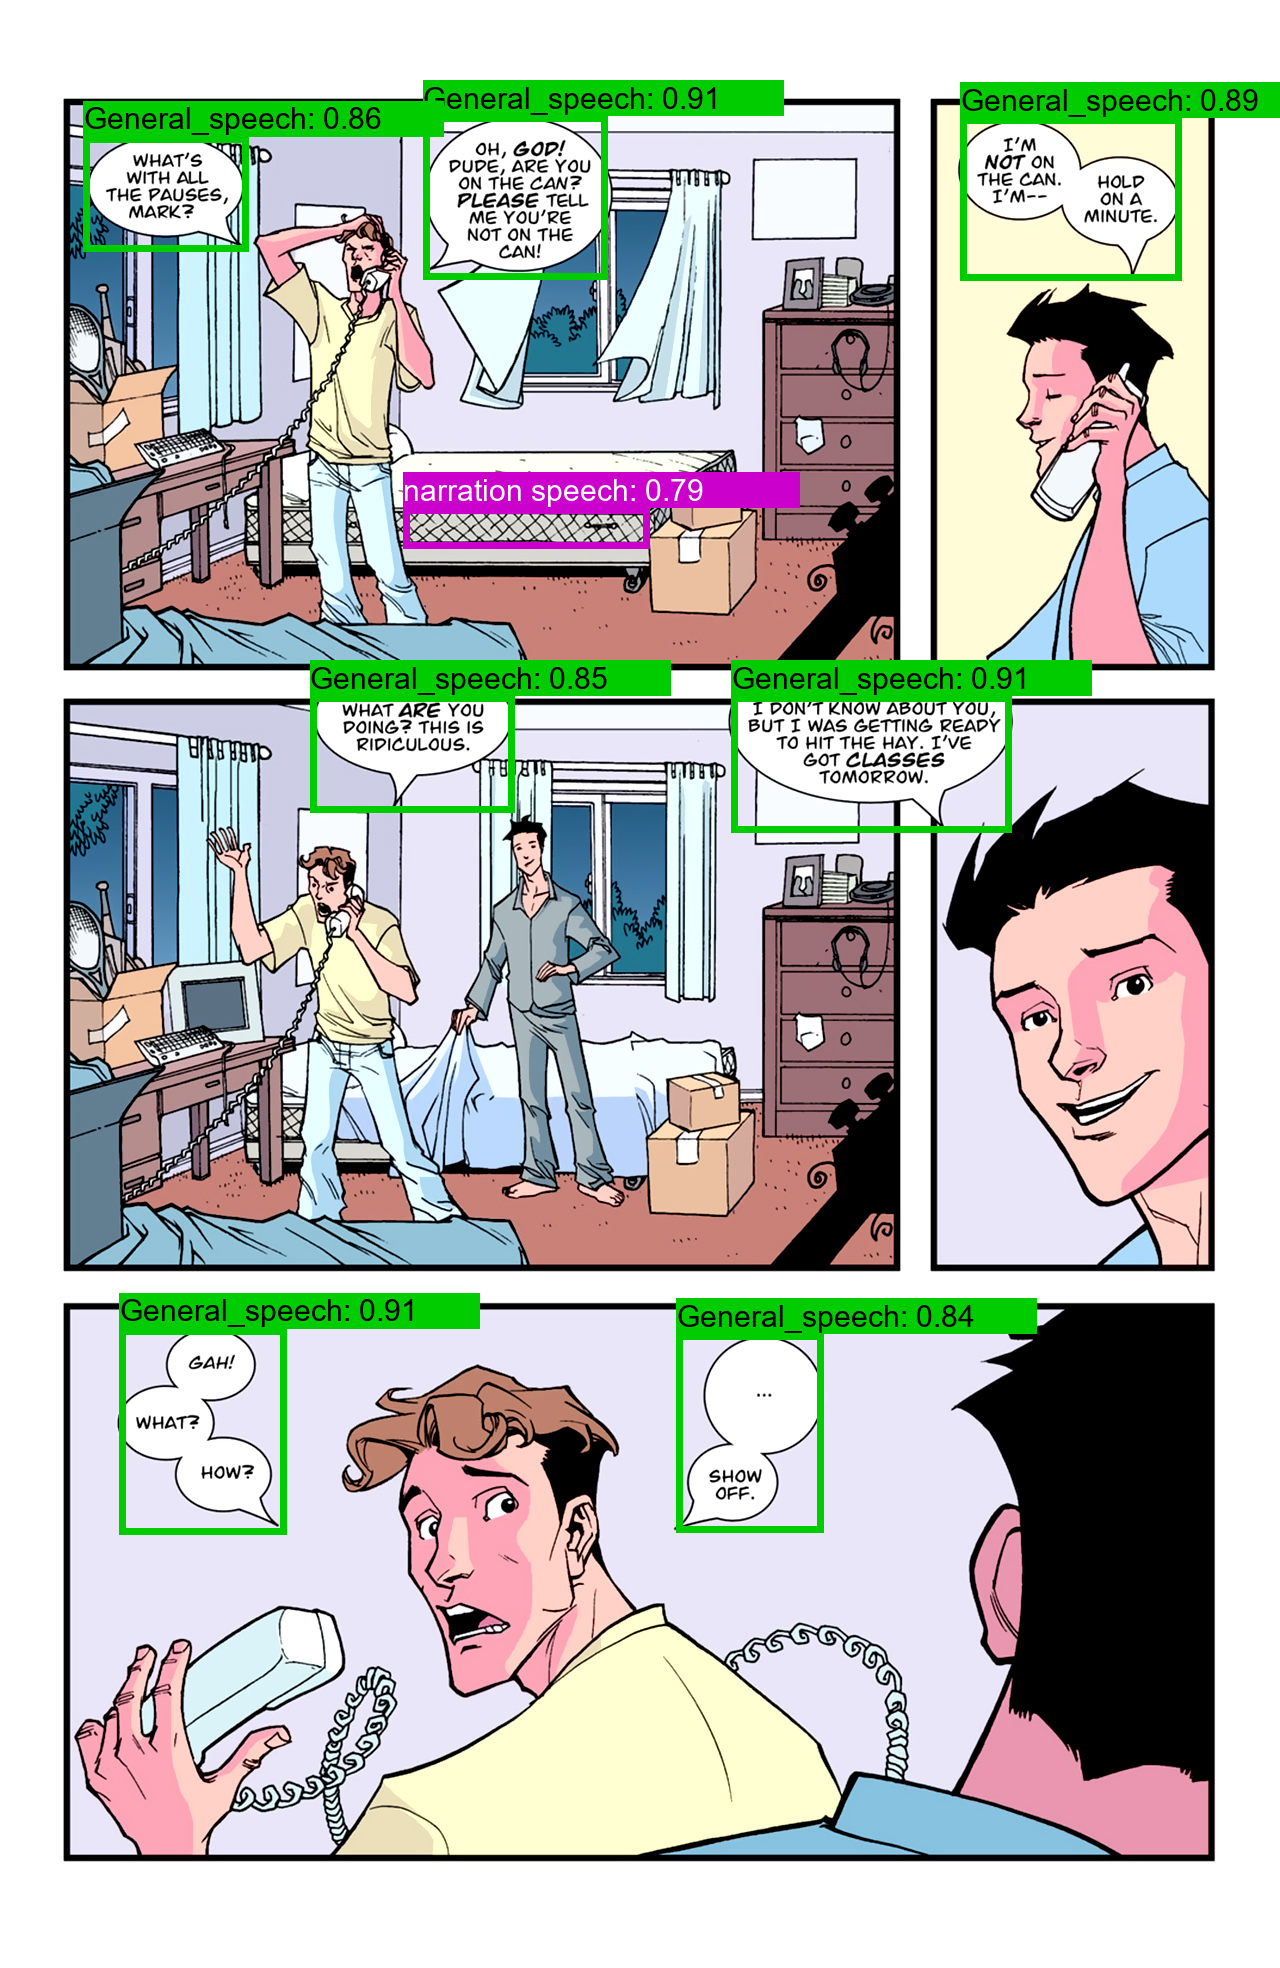 General_speech: 0.86
WHAT'S
WITH ALL
THE PAUSES,
MARK?
General_speech: 0.91
OH, GOD!
DUDE, ARE YOU
ON THE CAN?
PLEASE TELL
ME YOU'RE
NOT ON THE
CAN!
General_speech: 0.89
I'M
NOT ON
THE CAN.
I'M--
HOLD
ON A
MINUTE.
narration speech: 0.79
General_speech: 0.85
WHAT ARE YOU
DOING? THIS IS
RIDICULOUS.
General_speech: 0.91
I DON'T KNOW ABOUT YOU,
BUT I WAS GETTING READY
TO HIT THE HAY. I'VE
GOT CLASSES
TOMORROW.
General_speech: 0.91
GAH!
WHAT?
HOW?
General_speech: 0.84
...
SHOW
OFF.